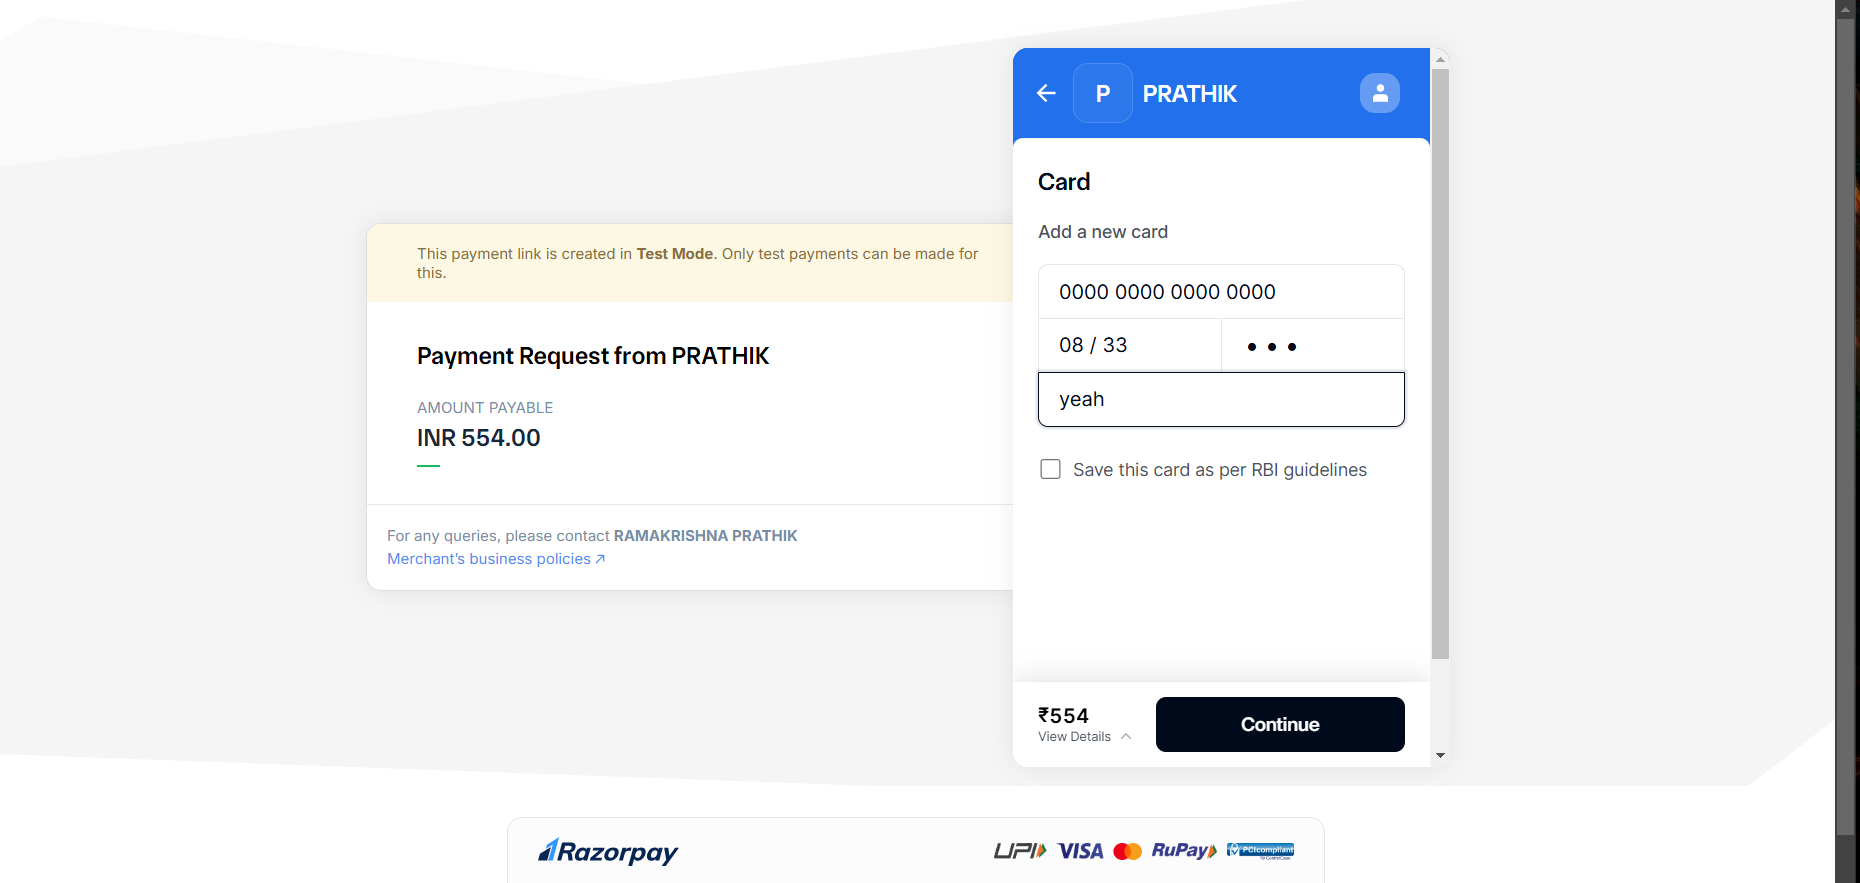 This payment link is created in Test Mode. Only test payments can be made for
this.
Payment Request from PRATHIK
AMOUNT PAYABLE
INR 554.00
For any queries, please contact RAMAKRISHNA PRATHIK
Merchant's business policies
P
PRATHIK
Card
Add a new card
0000 0000 0000 0000
08 / 33
yeah
Save this card as per RBI guidelines
₹554
View Details
Continue
Razorpay
UPI VISA RuPay PCI compliant